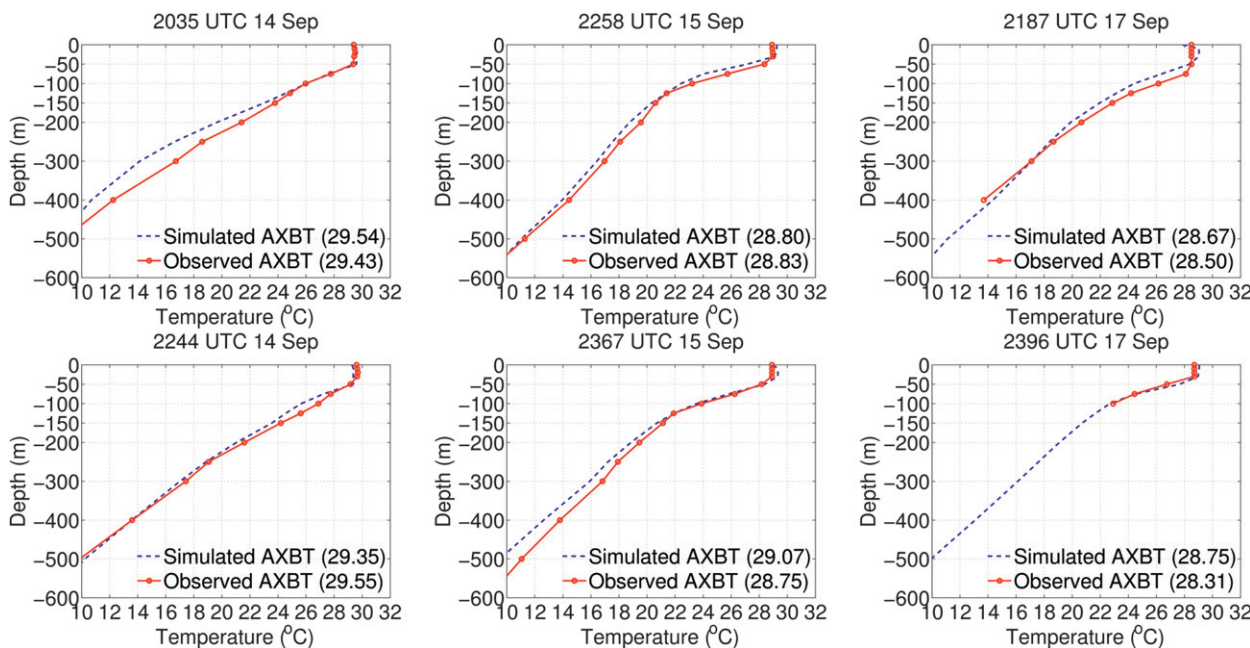 2035 UTC 14 Sep
0
−50
−100
−150
−200
−300
−400
−500
−600
Depth (m)
Simulated AXBT (29.54)
Observed AXBT (29.43)
10 12 14 16 18 20 22 24 26 28 30 32
Temperature (°C)
2258 UTC 15 Sep
0
−50
−100
−150
−200
−300
−400
−500
−600
Depth (m)
Simulated AXBT (28.80)
Observed AXBT (28.83)
10 12 14 16 18 20 22 24 26 28 30 32
Temperature (°C)
2187 UTC 17 Sep
0
−50
−100
−150
−200
−300
−400
−500
−600
Depth (m)
Simulated AXBT (28.67)
Observed AXBT (28.50)
10 12 14 16 18 20 22 24 26 28 30 32
Temperature (°C)
2244 UTC 14 Sep
0
−50
−100
−150
−200
−300
−400
−500
−600
Depth (m)
Simulated AXBT (29.35)
Observed AXBT (29.55)
10 12 14 16 18 20 22 24 26 28 30 32
Temperature (°C)
2367 UTC 15 Sep
0
−50
−100
−150
−200
−300
−400
−500
−600
Depth (m)
Simulated AXBT (29.07)
Observed AXBT (28.75)
10 12 14 16 18 20 22 24 26 28 30 32
Temperature (°C)
2396 UTC 17 Sep
0
−50
−100
−150
−200
−300
−400
−500
−600
Depth (m)
Simulated AXBT (28.75)
Observed AXBT (28.31)
10 12 14 16 18 20 22 24 26 28 30 32
Temperature (°C)